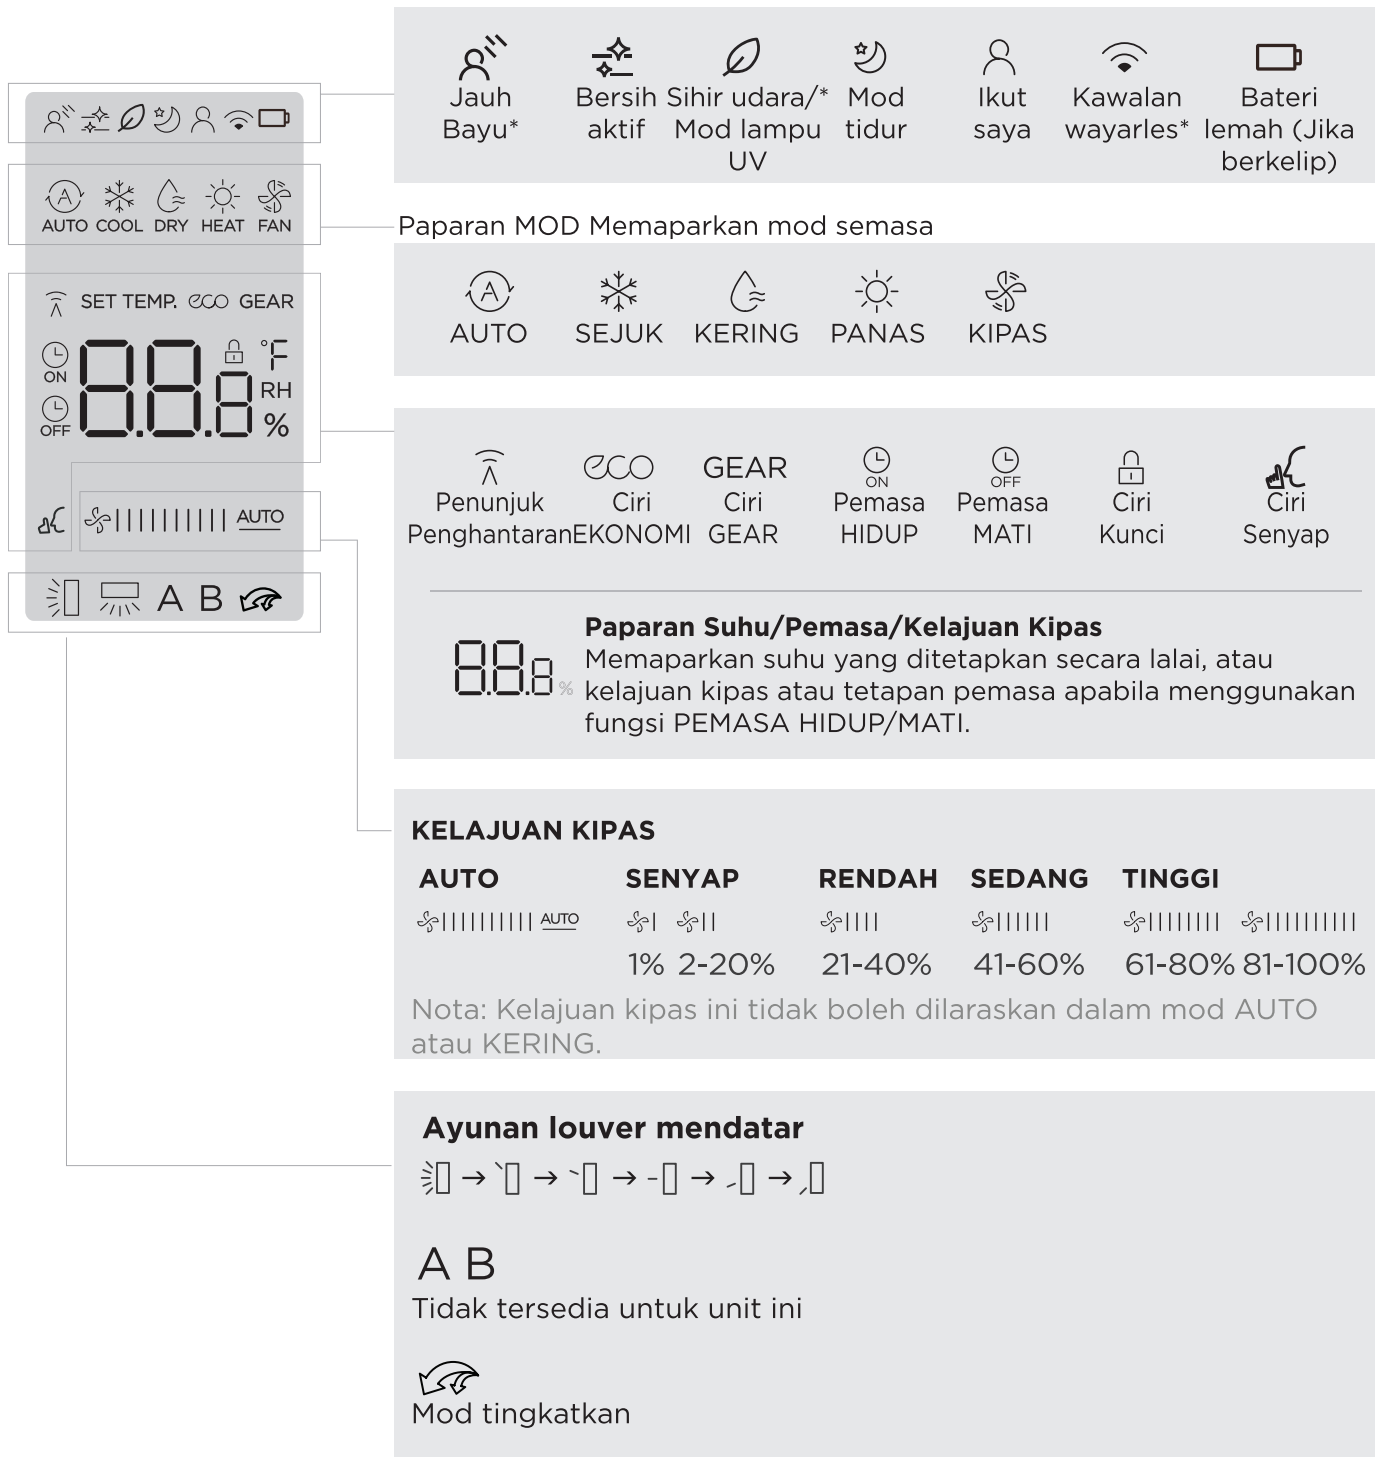 AUTO COOL DRY HEAT FAN
SET TEMP. eco GEAR
ON
OFF
88.8
°F
RH
%
AUTO
A B
Jauh Bayu*
Bersih aktif
Sihir udara/* Mod lampu UV
Mod tidur
Ikut saya
Kawalan wayarles*
Bateri lemah (Jika berkelip)
Paparan MOD Memaparkan mod semasa
A
AUTO SEJUK KERING PANAS KIPAS
eco GEAR ON OFF
Penunjuk Penghantaran
Ciri EKONOMI
Ciri GEAR
Pemasa HIDUP
Pemasa MATI
Ciri Kunci
Ciri Senyap
88.8 %
Paparan Suhu/Pemasa/Kelajuan Kipas
Memaparkan suhu yang ditetapkan secara lalai, atau
kelajuan kipas atau tetapan pemasa apabila menggunakan
fungsi PEMASA HIDUP/MATI.
KELAJUAN KIPAS
AUTO SENYAP RENDAH SEDANG TINGGI
AUTO
1% 2-20% 21-40% 41-60% 61-80% 81-100%
Nota: Kelajuan kipas ini tidak boleh dilaraskan dalam mod AUTO
atau KERING.
Ayunan louver mendatar
A B
Tidak tersedia untuk unit ini
Mod tingkatkan